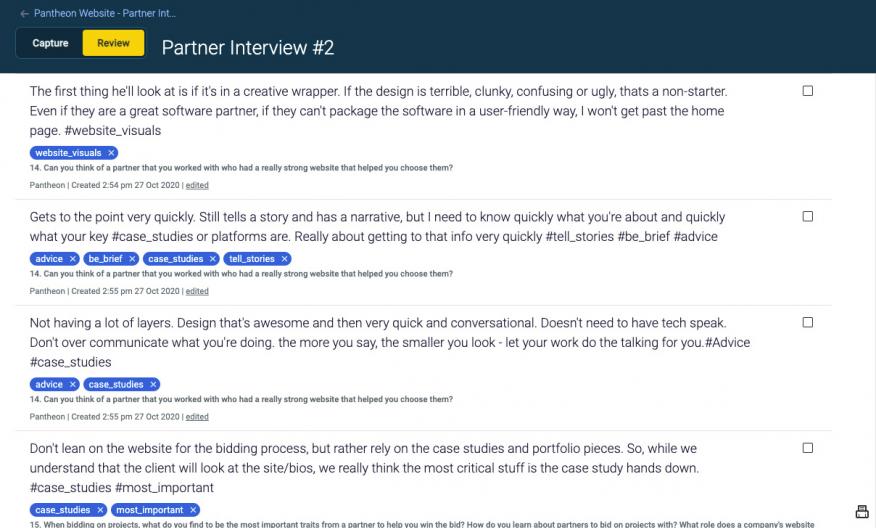 ← Pantheon Website - Partner Int...
Capture Review Partner Interview #2
The first thing he'll look at is if it's in a creative wrapper. If the design is terrible, clunky, confusing or ugly, thats a non-starter.
Even if they are a great software partner, if they can't package the software in a user-friendly way, I won't get past the home
page. #website_visuals
website_visuals ×
14. Can you think of a partner that you worked with who had a really strong website that helped you choose them?
Pantheon | Created 2:54 pm 27 Oct 2020 | edited
Gets to the point very quickly. Still tells a story and has a narrative, but I need to know quickly what you're about and quickly
what your key #case_studies or platforms are. Really about getting to that info very quickly #tell_stories #be_brief #advice
advice × be_brief × case_studies × tell_stories ×
14. Can you think of a partner that you worked with who had a really strong website that helped you choose them?
Pantheon | Created 2:55 pm 27 Oct 2020 | edited
Not having a lot of layers. Design that's awesome and then very quick and conversational. Doesn't need to have tech speak.
Don't over communicate what you're doing. the more you say, the smaller you look - let your work do the talking for you.#Advice
#case_studies
advice × case_studies ×
14. Can you think of a partner that you worked with who had a really strong website that helped you choose them?
Pantheon | Created 2:55 pm 27 Oct 2020 | edited
Don't lean on the website for the bidding process, but rather rely on the case studies and portfolio pieces. So, while we
understand that the client will look at the site/bios, we really think the most critical stuff is the case study hands down.
#case_studies #most_important
case_studies × most_important ×
15. When bidding on projects, what do you find to be the most important traits from a partner to help you win the bid? How do you learn about partners to bid on projects with? What role does a company's website